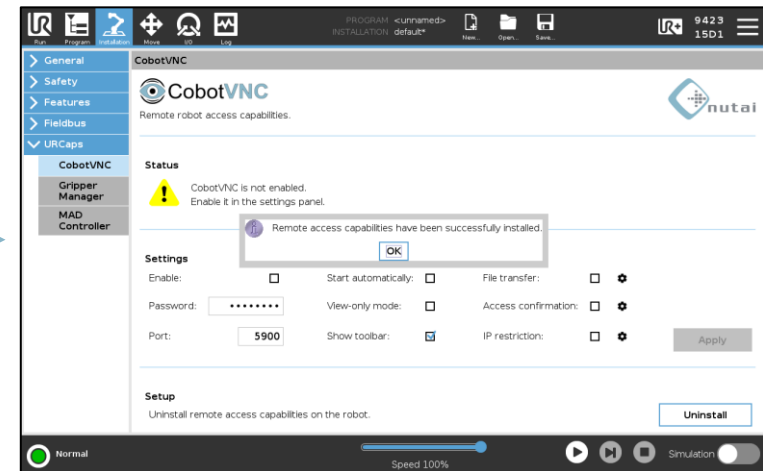 UR
Run
Program
Installation
Move
I/O
Log
PROGRAM <unnamed>
INSTALLATION default*
New...
Open...
Save...
UR+
9423
15D1
General
Safety
Features
Fieldbus
URCaps
CobotVNC
Gripper
Manager
MAD
Controller
CobotVNC
CobotVNC
Remote robot access capabilities.
nutai
Status
CobotVNC is not enabled.
Enable it in the settings panel.
Remote access capabilities have been successfully installed.
OK
Settings
Enable:
Start automatically:
File transfer:
Password: ••••••••
View-only mode:
Access confirmation:
Port: 5900
Show toolbar:
IP restriction:
Apply
Setup
Uninstall remote access capabilities on the robot.
Uninstall
Normal
Speed 100%
Simulation